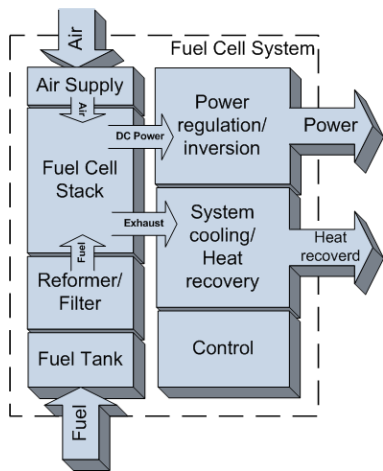 Air
Fuel Cell System
Air Supply
Air
Fuel Cell
Stack
DC Power
Power
regulation/
inversion
Power
Exhaust
System
cooling/
Heat
recovery
Heat
recoverd
Fuel
Reformer/
Filter
Control
Fuel Tank
Fuel